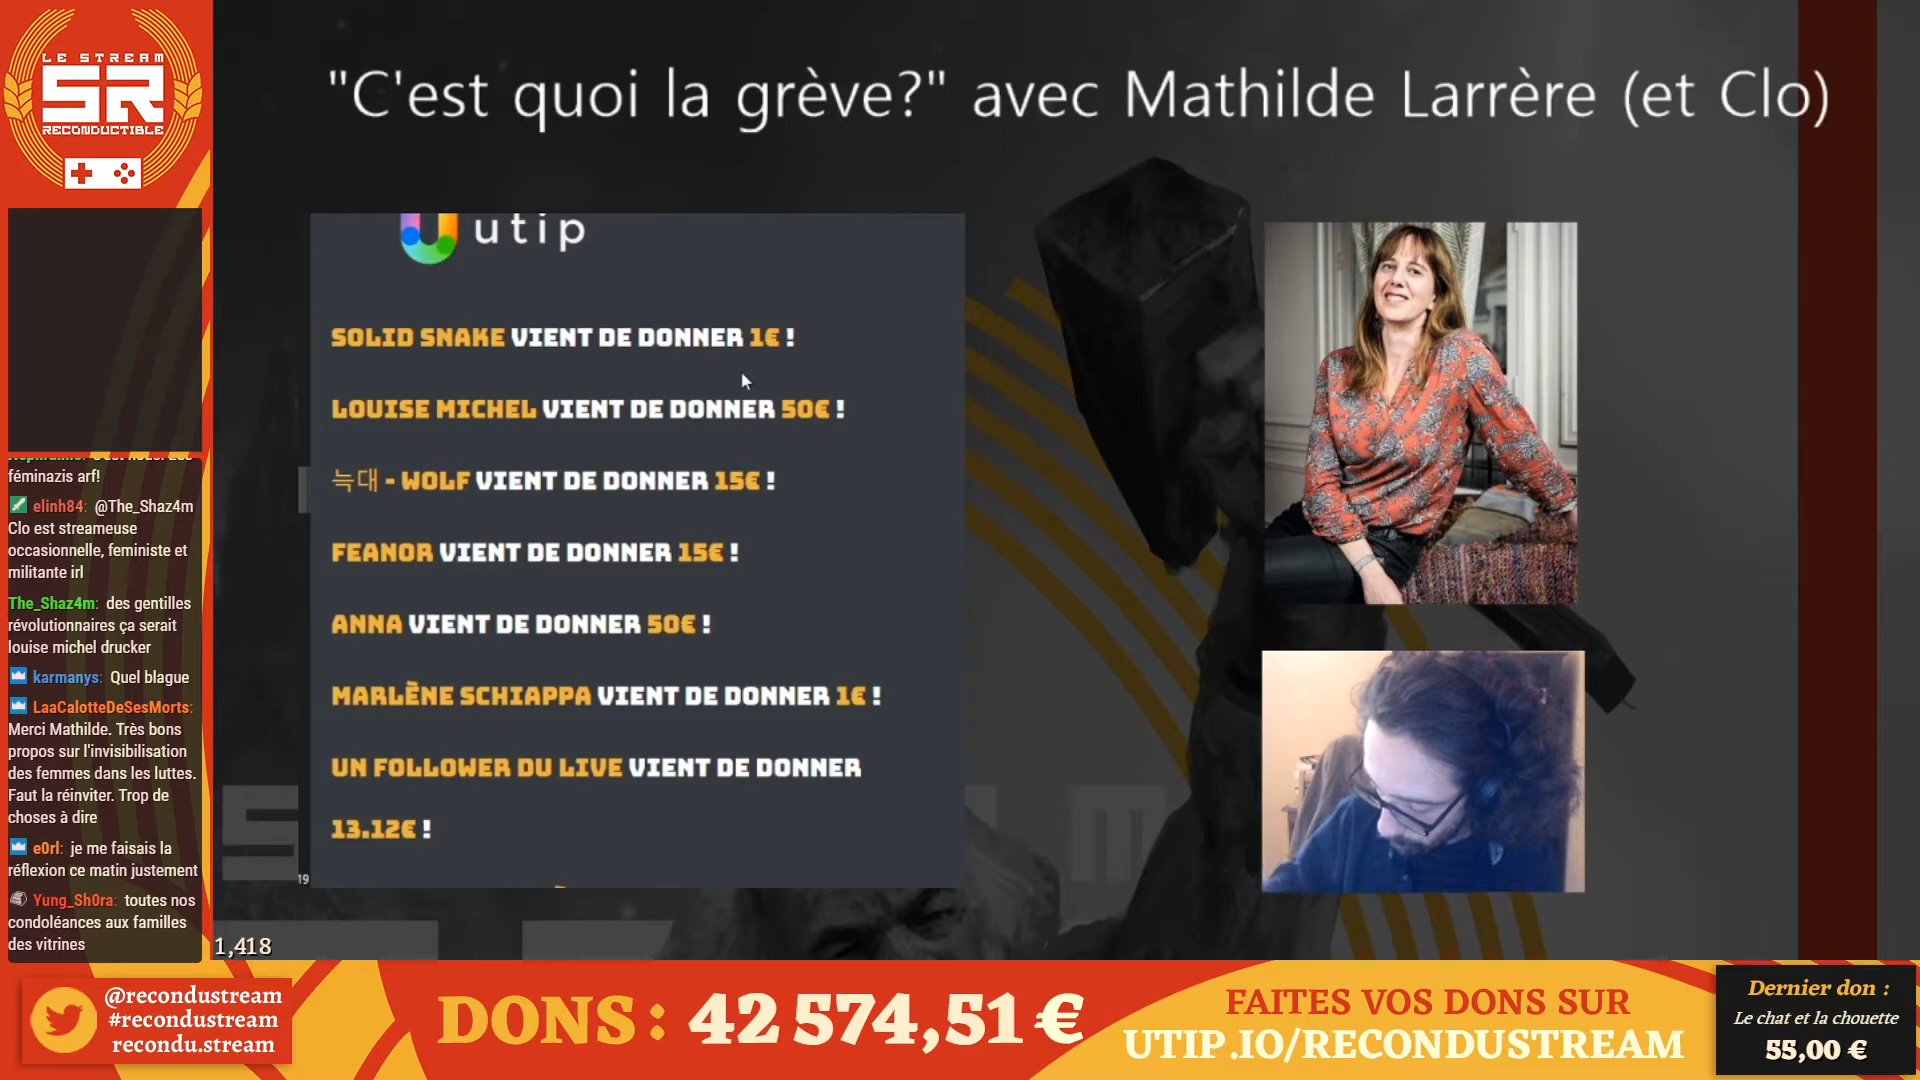 LE STREAM
SR
RECONDUCTIBLE
"C'est quoi la grève?" avec Mathilde Larrère (et Clo)
utip
SOLID SNAKE VIENT DE DONNER 1€ !
LOUISE MICHEL VIENT DE DONNER 50€ !
늑대 - WOLF VIENT DE DONNER 15€ !
FEANOR VIENT DE DONNER 15€ !
ANNA VIENT DE DONNER 50€ !
MARLÈNE SCHIAPPA VIENT DE DONNER 1€ !
UN FOLLOWER DU LIVE VIENT DE DONNER
13.12€ !
féminazis arf!
elinh84: @The_Shaz4m
Clo est streameuse
occasionnelle, feministe et
militante irl
The_Shaz4m: des gentilles
révolutionnaires ça serait
louise michel drucker
karmanys: Quel blague
LaaCalotteDeSesMorts:
Merci Mathilde. Très bons
propos sur l'invisibilisation
des femmes dans les luttes.
Faut la réinviter. Trop de
choses à dire
e0rl: je me faisais la
réflexion ce matin justement
Yung_Sh0ra: toutes nos
condoléances aux familles
des vitrines
19
1,418
@recondustream
#recondustream
recondu.stream
DONS : 42 574,51 €
FAITES VOS DONS SUR
UTIP.IO/RECONDUSTREAM
Dernier don :
Le chat et la chouette
55,00 €